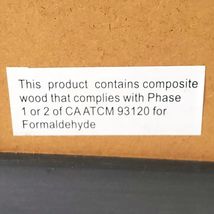 This product contains composite
wood that complies with Phase
1 or 2 of CA ATCM 93120 for
Formaldehyde